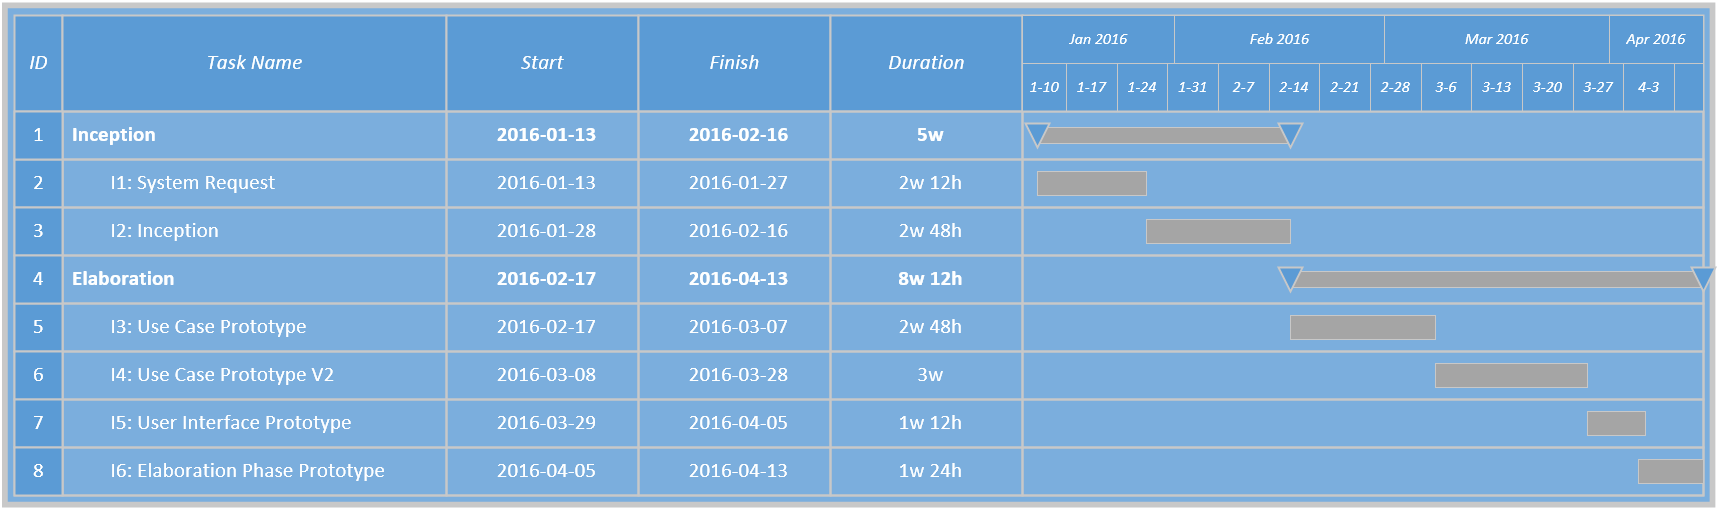 ID Task Name Start Finish Duration Jan 2016 Feb 2016 Mar 2016 Apr 2016
1-10 1-17 1-24 1-31 2-7 2-14 2-21 2-28 3-6 3-13 3-20 3-27 4-3
1 Inception 2016-01-13 2016-02-16 5w
2 I1: System Request 2016-01-13 2016-01-27 2w 12h
3 I2: Inception 2016-01-28 2016-02-16 2w 48h
4 Elaboration 2016-02-17 2016-04-13 8w 12h
5 I3: Use Case Prototype 2016-02-17 2016-03-07 2w 48h
6 I4: Use Case Prototype V2 2016-03-08 2016-03-28 3w
7 I5: User Interface Prototype 2016-03-29 2016-04-05 1w 12h
8 I6: Elaboration Phase Prototype 2016-04-05 2016-04-13 1w 24h